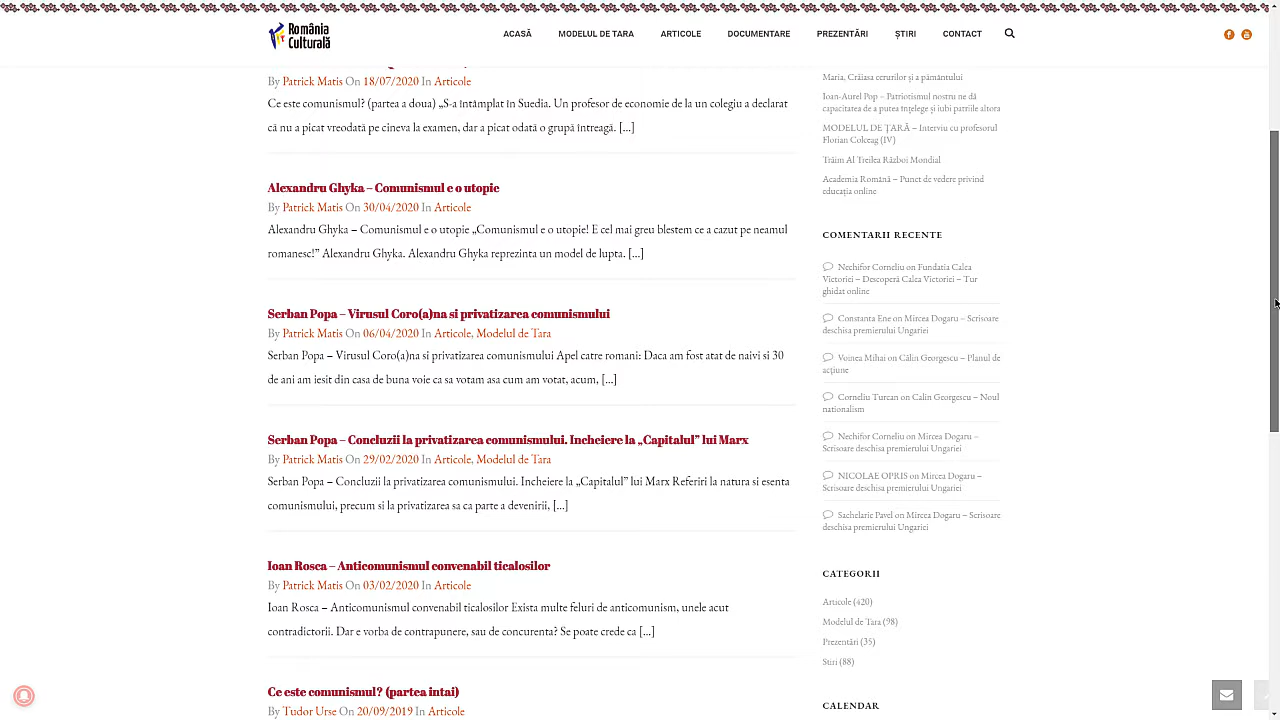 România
Culturală
ACASĂ
MODELUL DE TARA
ARTICOLE
DOCUMENTARE
PREZENTĂRI
ȘTIRI
CONTACT
By Patrick Matis On 18/07/2020 In Articole
Ce este comunismul? (partea a doua) „S-a întâmplat în Suedia. Un profesor de economie de la un colegiu a declarat
că nu a picat vreodată pe cineva la examen, dar a picat odată o grupă întreagă. [...]
Alexandru Ghyka – Comunismul e o utopie
By Patrick Matis On 30/04/2020 In Articole
Alexandru Ghyka – Comunismul e o utopie „Comunismul e o utopie! E cel mai greu blestem ce a cazut pe neamul
romanesc!” Alexandru Ghyka. Alexandru Ghyka reprezinta un model de lupta. [...]
Serban Popa – Virusul Coro(a)na si privatizarea comunismului
By Patrick Matis On 06/04/2020 In Articole, Modelul de Tara
Serban Popa – Virusul Coro(a)na si privatizarea comunismului Apel catre romani: Daca am fost atat de naivi si 30
de ani am iesit din casa de buna voie ca sa votam asa cum am votat, acum, [...]
Serban Popa – Concluzii la privatizarea comunismului. Incheiere la „Capitalul” lui Marx
By Patrick Matis On 29/02/2020 In Articole, Modelul de Tara
Serban Popa – Concluzii la privatizarea comunismului. Incheiere la „Capitalul” lui Marx Referiri la natura si esenta
comunismului, precum si la privatizarea sa ca parte a devenirii, [...]
Ioan Rosca – Anticomunismul convenabil ticalosilor
By Patrick Matis On 03/02/2020 In Articole
Ioan Rosca – Anticomunismul convenabil ticalosilor Exista multe feluri de anticomunism, unele acut
contradictorii. Dar e vorba de contrapunere, sau de concurenta? Se poate crede ca [...]
Ce este comunismul? (partea intai)
By Tudor Urse On 20/09/2019 In Articole
Maria, Crăiasa cerurilor și a pământului
Ioan-Aurel Pop – Patriotismul nostru ne dă
capacitatea de a putea înțelege și iubi patriile altora
MODELUL DE ȚARĂ – Interviu cu profesorul
Florian Colceag (IV)
Trăim Al Treilea Război Mondial
Academia Română – Punct de vedere privind
educația online
COMENTARII RECENTE
Nechifor Corneliu on Fundatia Calea
Victoriei – Descoperă Calea Victoriei – Tur
ghidat online
Constanta Ene on Mircea Dogaru – Scrisoare
deschisa premierului Ungariei
Voinea Mihai on Călin Georgescu – Planul de
acțiune
Corneliu Turcan on Calin Georgescu – Noul
nationalism
Nechifor Corneliu on Mircea Dogaru –
Scrisoare deschisa premierului Ungariei
NICOLAE OPRIS on Mircea Dogaru –
Scrisoare deschisa premierului Ungariei
Sachelarie Pavel on Mircea Dogaru – Scrisoare
deschisa premierului Ungariei
CATEGORII
Articole (420)
Modelul de Tara (98)
Prezentări (35)
Stiri (88)
CALENDAR